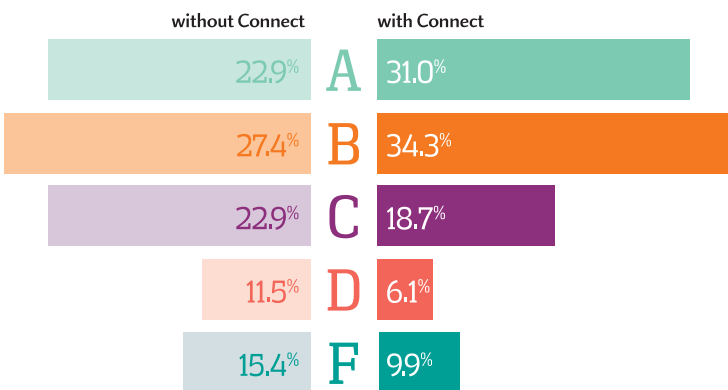 without Connect with Connect
22.9% A 31.0%
27.4% B 34.3%
22.9% C 18.7%
11.5% D 6.1%
15.4% F 9.9%